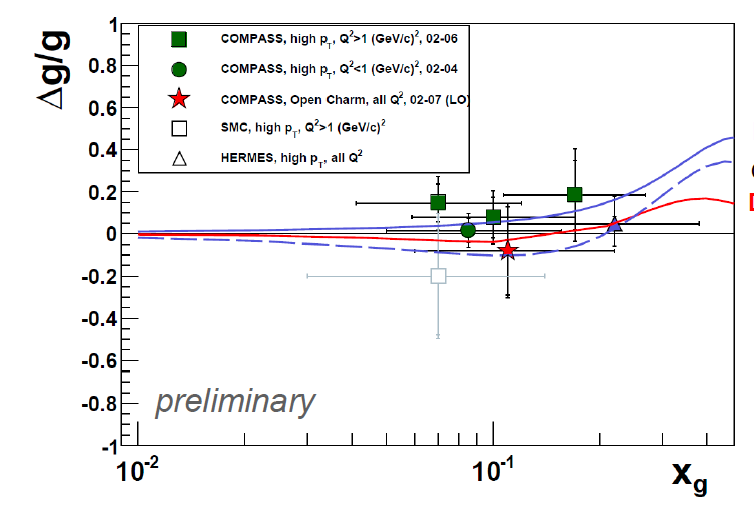 Δg/g
COMPASS, high pT, Q²>1 (GeV/c)², 02-06
COMPASS, high pT, Q²<1 (GeV/c)², 02-04
COMPASS, Open Charm, all Q², 02-07 (LO)
SMC, high pT, Q²>1 (GeV/c)²
HERMES, high pT, all Q²
1
0.8
0.6
0.4
0.2
0
-0.2
-0.4
-0.6
-0.8
-1
preliminary
10⁻²
10⁻¹
xg